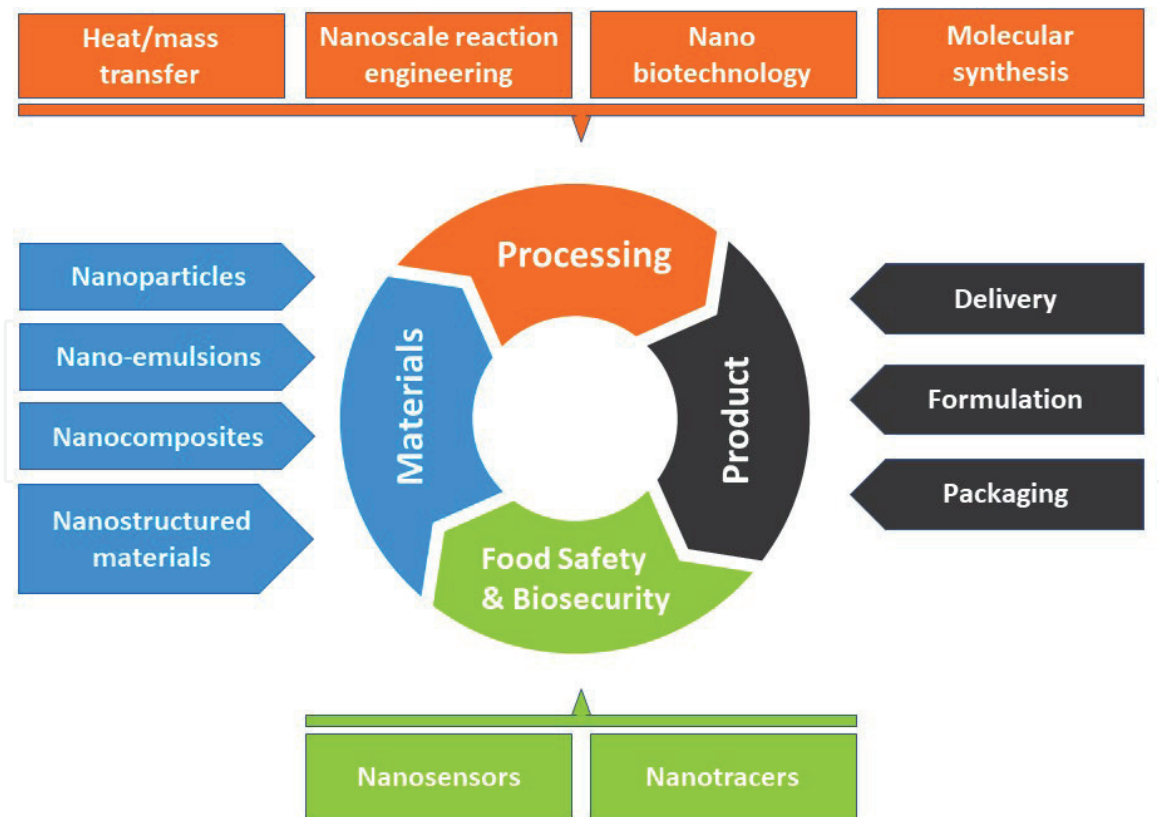 Heat/mass
transfer
Nanoscale reaction
engineering
Nano
biotechnology
Molecular
synthesis
Nanoparticles
Nano-emulsions
Nanocomposites
Nanostructured
materials
Processing
Materials
Product
Food Safety
& Biosecurity
Delivery
Formulation
Packaging
Nanosensors
Nanotracers